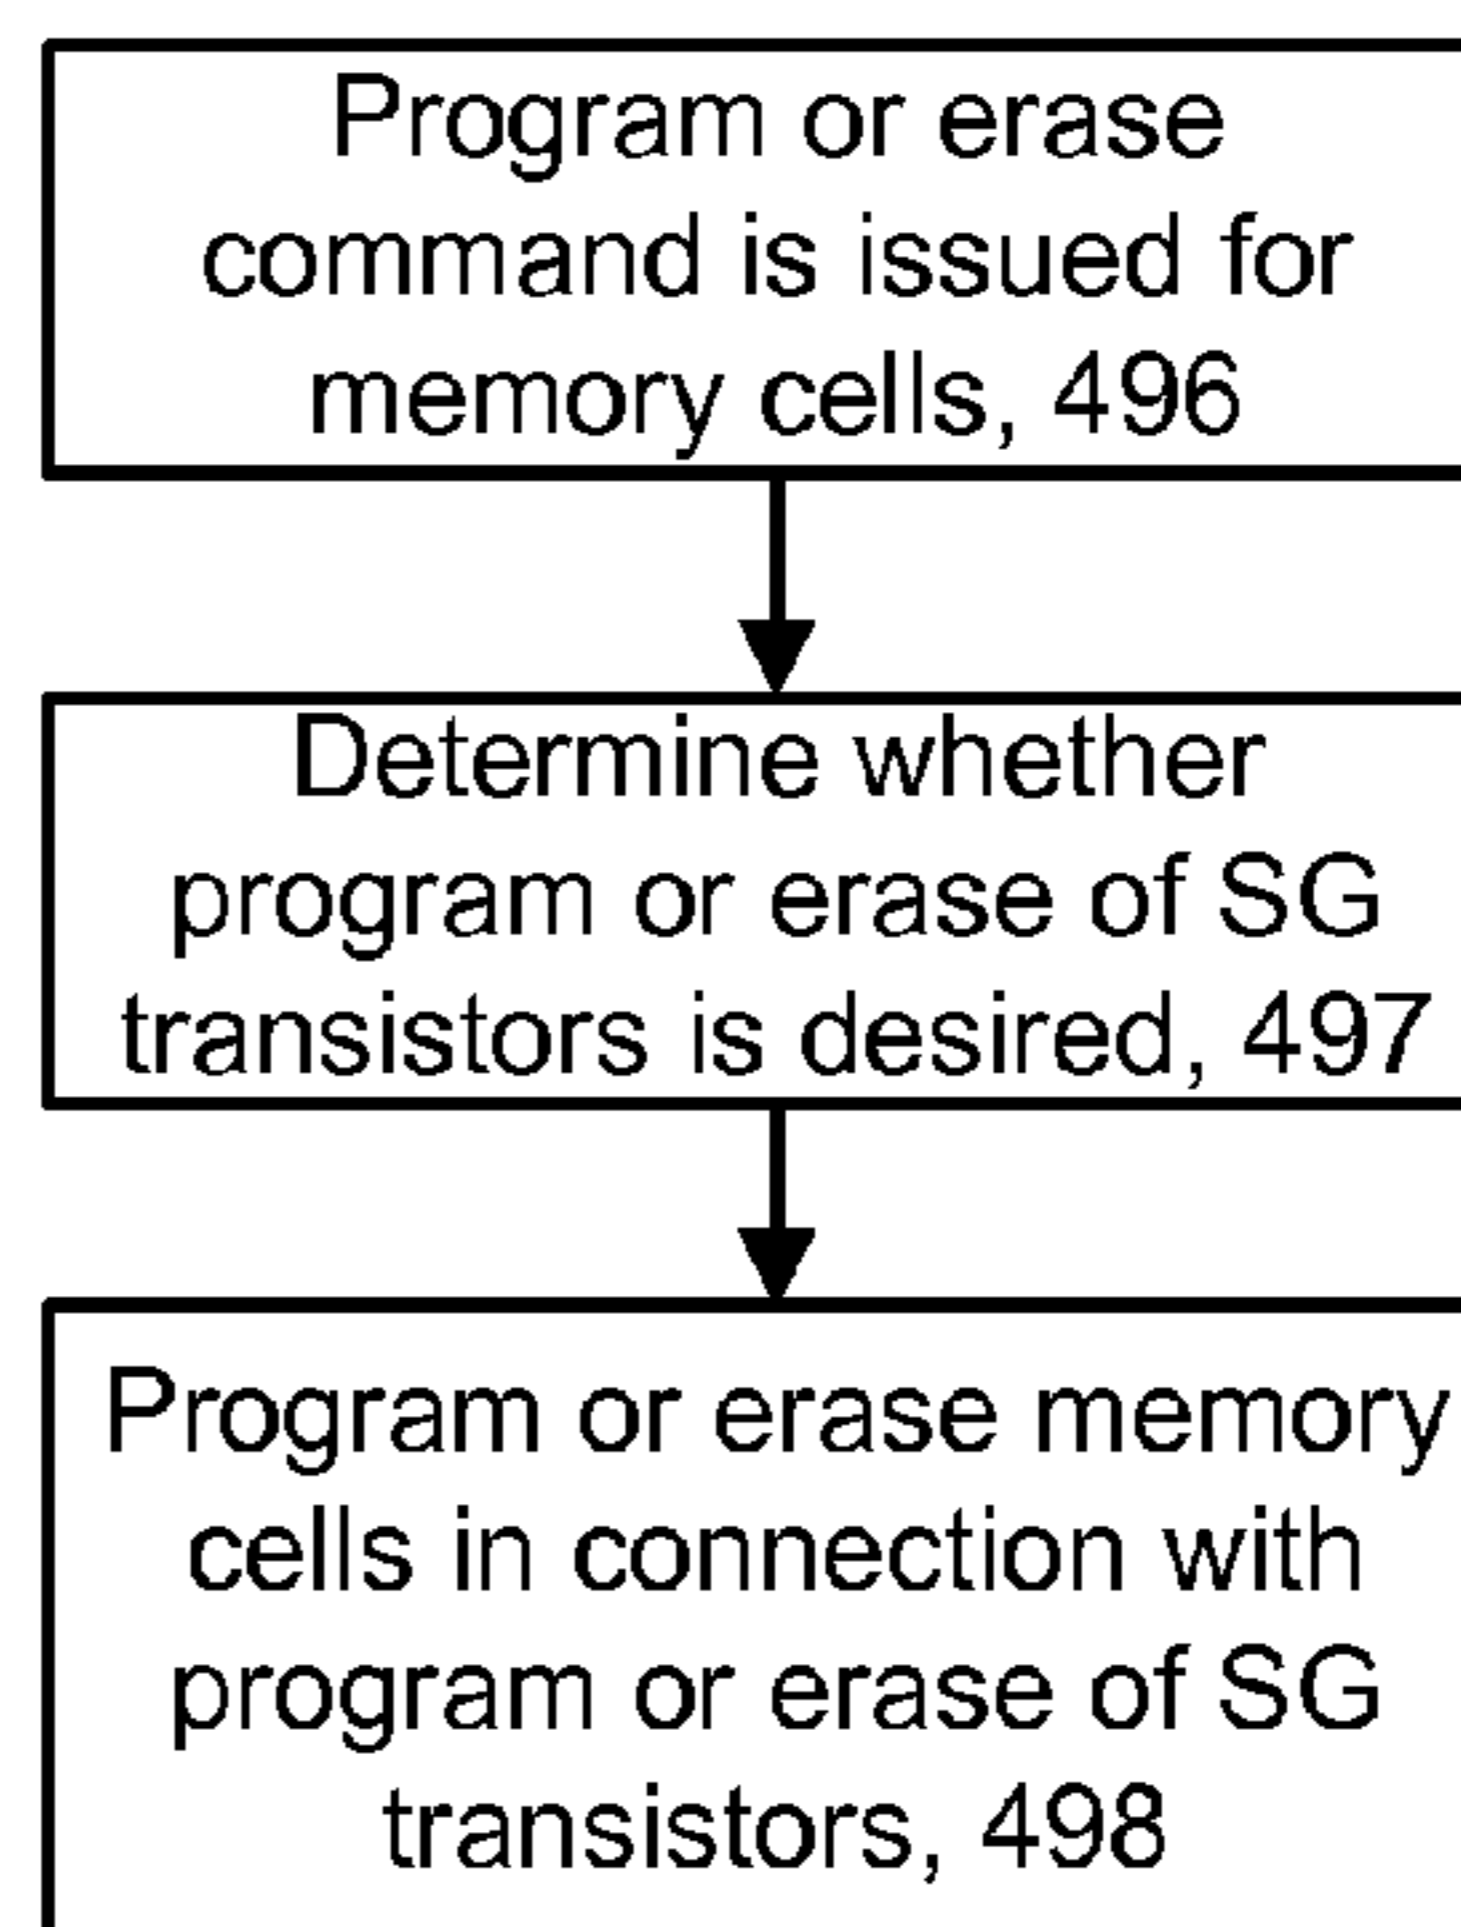 Program or erase
command is issued for
memory cells, 496
Determine whether
program or erase of SG
transistors is desired, 497
Program or erase memory
cells in connection with
program or erase of SG
transistors, 498